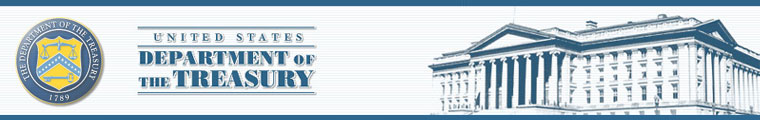 THE DEPARTMENT OF THE TREASURY
1789
UNITED STATES
DEPARTMENT OF
THE TREASURY